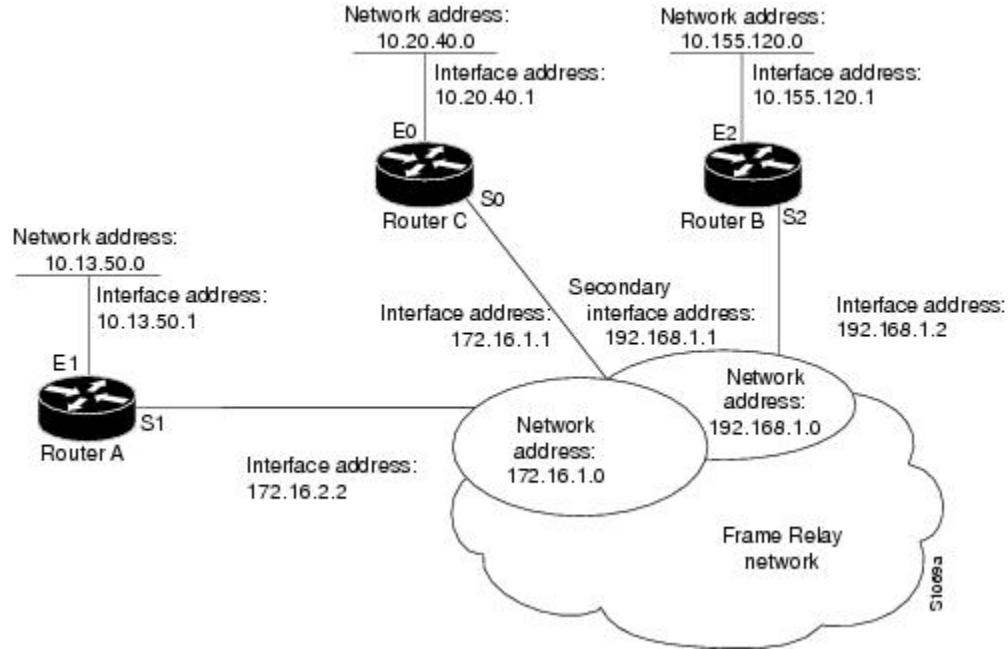 Network address:
10.20.40.0
Interface address:
10.20.40.1
E0
Router C
S0
Network address:
10.155.120.0
Interface address:
10.155.120.1
E2
Router B
S2
Network address:
10.13.50.0
Interface address:
10.13.50.1
E1
Router A
S1
Interface address:
172.16.1.1
Secondary
interface address:
192.168.1.1
Interface address:
192.168.1.2
Interface address:
172.16.2.2
Network
address:
172.16.1.0
Network
address:
192.168.1.0
Frame Relay
network
S1069a